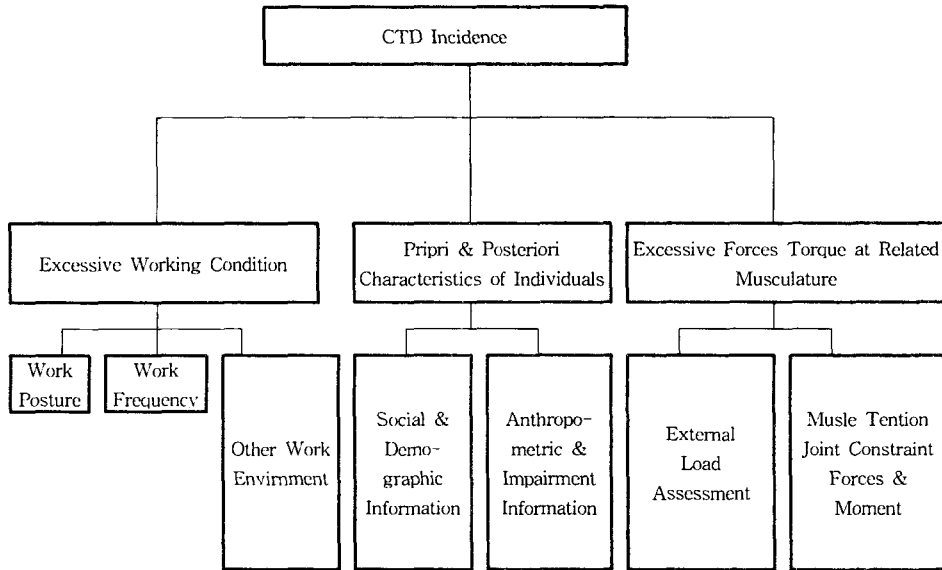 CTD Incidence
Excessive Working Condition
Pripri & Posteriori
Characteristics of Individuals
Excessive Forces Torque at Related
Musculature
Work
Posture
Work
Frequency
Other Work
Envirnment
Social &
Demo-
graphic
Information
Anthropo-
metric &
Impairment
Information
External
Load
Assessment
Musle Tention
Joint Constraint
Forces &
Moment